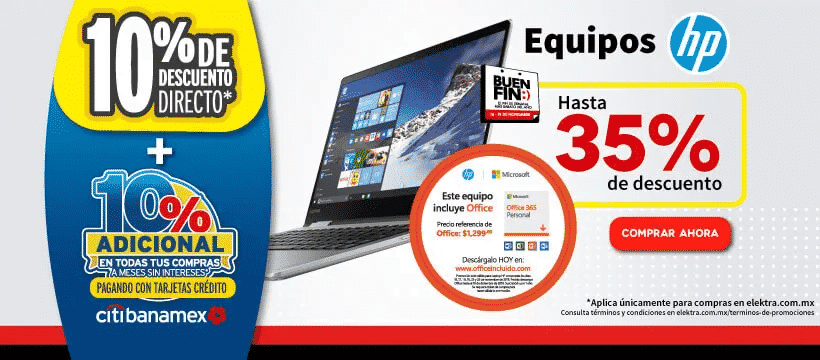 10% DE
DESCUENTO
DIRECTO*
+
10%
ADICIONAL
EN TODAS TUS COMPRAS
A MESES SIN INTERESES
PAGANDO CON TARJETAS CRÉDITO
citibanamex
BUEN
FIN
Equipos hp
Hasta
35%
de descuento
COMPRAR AHORA
hp Microsoft
Este equipo
incluye Office
Precio referencia de
Office: $1,299.00
Microsoft
Office 365
Personal
Descárgalo HOY en:
www.officeincluido.com
*Aplica únicamente para compras en elektra.com.mx
Consulta términos y condiciones en elektra.com.mx/terminos-de-promociones